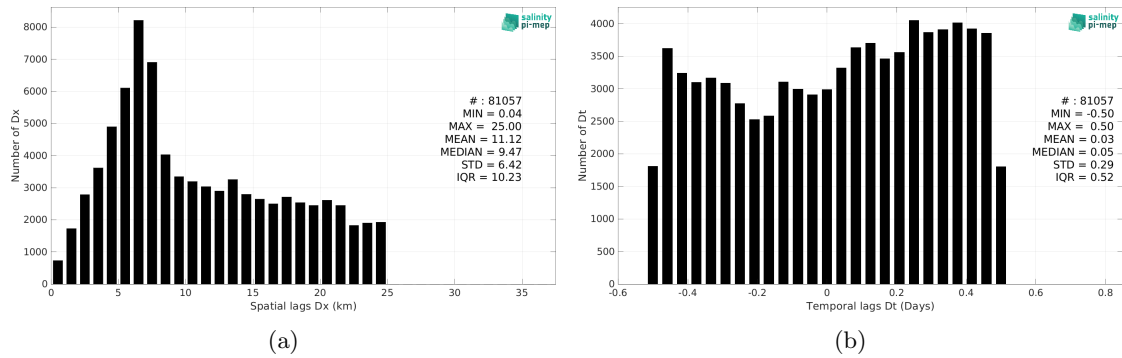 8000
7000
6000
5000
4000
3000
2000
1000
0
0 5 10 15 20 25 30 35
Spatial lags Dx (km)
Number of Dx
salinity
pi-mep
# : 81057
MIN = 0.04
MAX = 25.00
MEAN = 11.12
MEDIAN = 9.47
STD = 6.42
IQR = 10.23
(a)
4000
3500
3000
2500
2000
1500
1000
500
0
-0.6 -0.4 -0.2 0 0.2 0.4 0.6 0.8
Temporal lags Dt (Days)
Number of Dt
salinity
pi-mep
# : 81057
MIN = -0.50
MAX = 0.50
MEAN = 0.03
MEDIAN = 0.05
STD = 0.29
IQR = 0.52
(b)